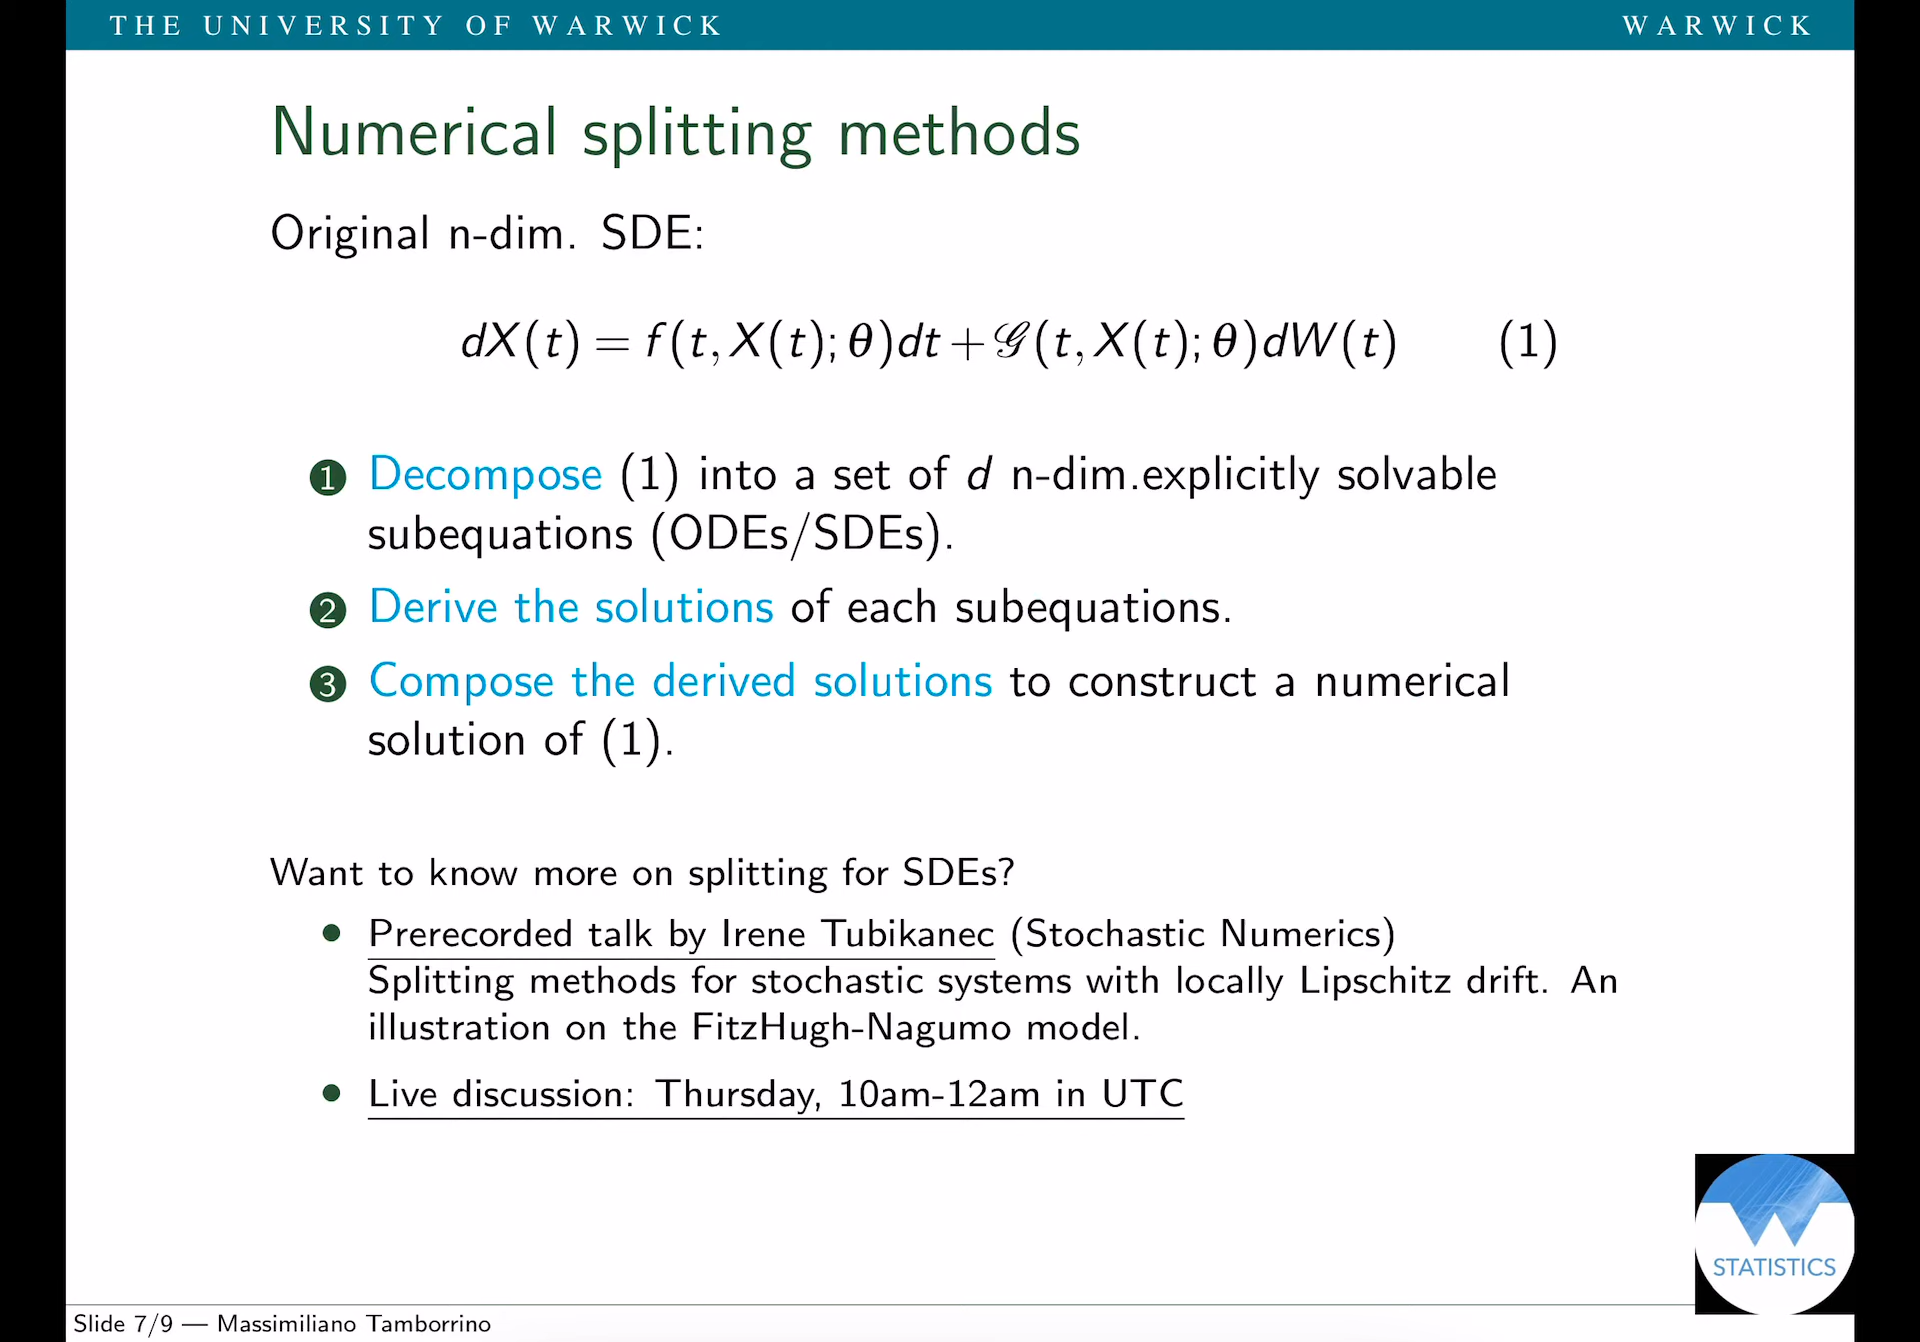 THE UNIVERSITY OF WARWICK WARWICK
Numerical splitting methods
Original n-dim. SDE:
dX(t) = f(t, X(t); θ)dt + 𝒢(t, X(t); θ)dW(t) (1)
1 Decompose (1) into a set of d n-dim.explicitly solvable
subequations (ODEs/SDEs).
2 Derive the solutions of each subequations.
3 Compose the derived solutions to construct a numerical
solution of (1).
Want to know more on splitting for SDEs?
• Prerecorded talk by Irene Tubikanec (Stochastic Numerics)
Splitting methods for stochastic systems with locally Lipschitz drift. An
illustration on the FitzHugh-Nagumo model.
• Live discussion: Thursday, 10am-12am in UTC
W
STATISTICS
Slide 7/9 — Massimiliano Tamborrino